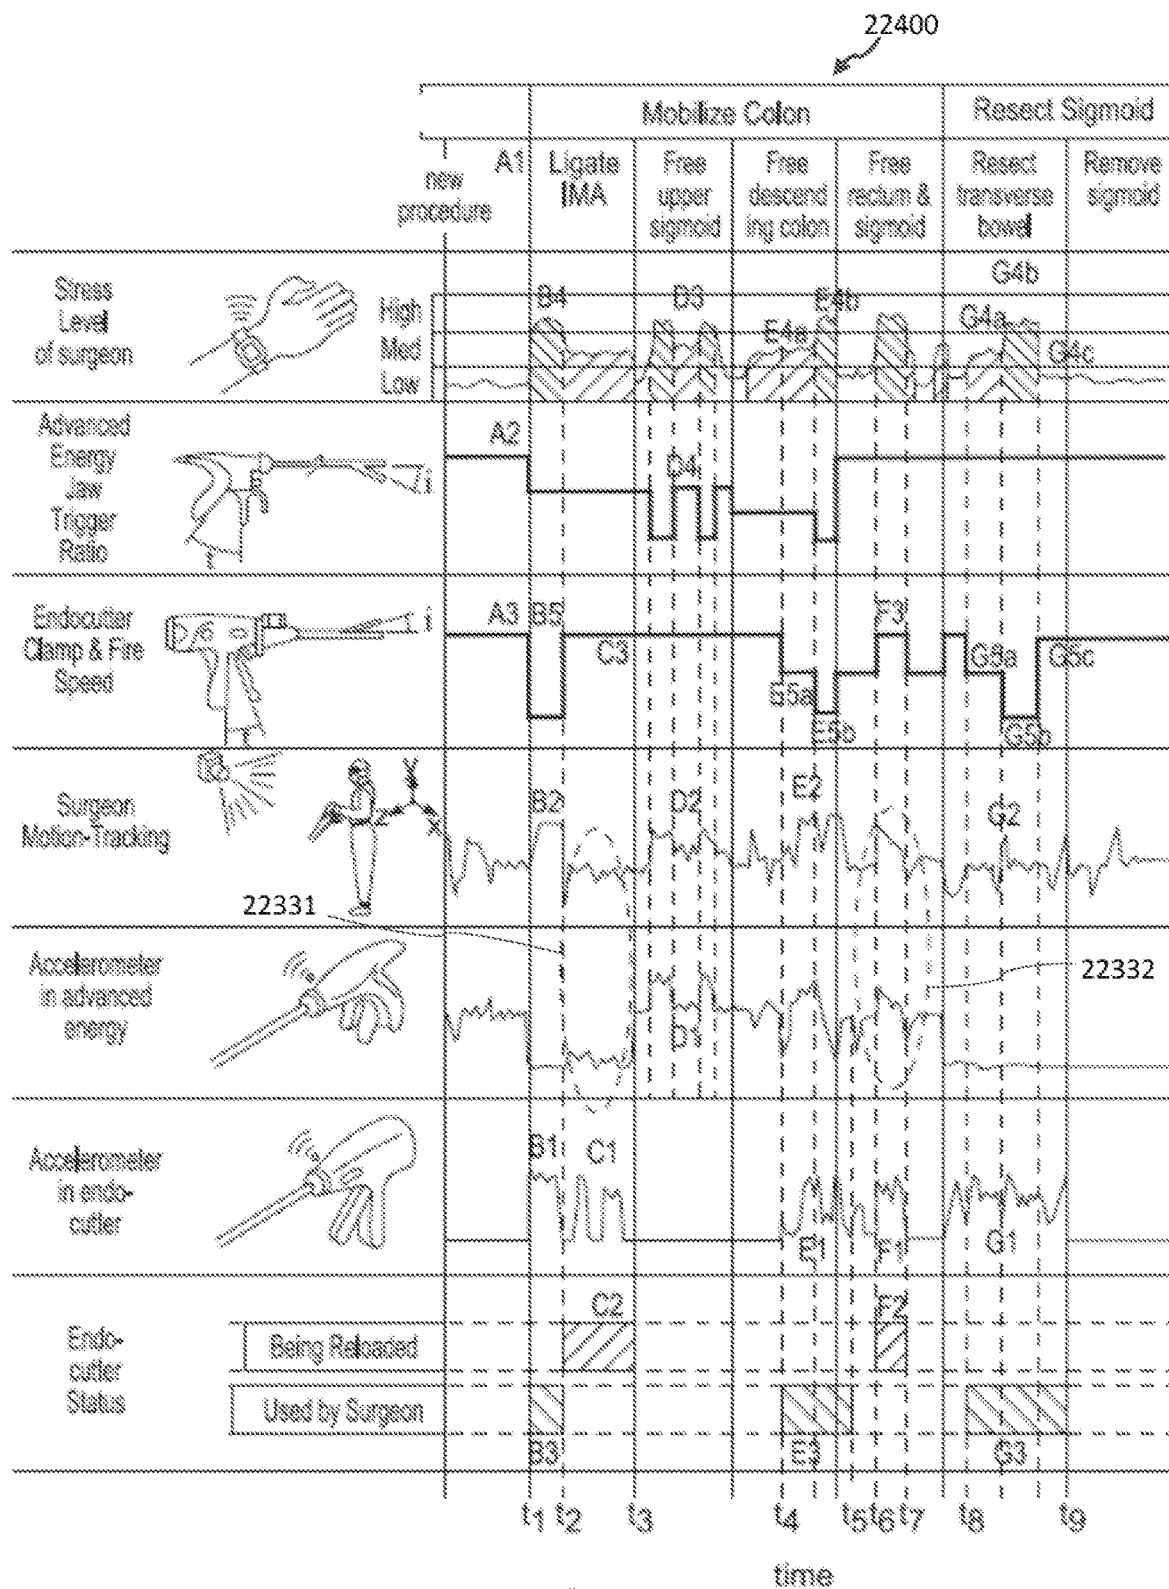 22400
Mobilize Colon
Resect Sigmoid
new
procedure
A1
Ligate
IMA
Free
upper
sigmoid
Free
descend
ing colon
Free
rectum &
sigmoid
Resect
transverse
bowel
Remove
sigmoid
Stress
Level
of surgeon
High
Med
Low
B4
D3
E4a
E4b
G4a
G4b
G4c
Advanced
Energy
Jaw
Trigger
Ratio
A2
D4
Endocutter
Clamp & Fire
Speed
A3
B5
C3
G5a
E5b
F3
G5a
G5b
G5c
Surgeon
Motion-Tracking
Y
Z
X
B2
D2
E2
G2
22331
22332
Accelerometer
in advanced
energy
D1
Accelerometer
in endo-
cutter
B1
C1
E1
F1
G1
Endo-
cutter
Status
Being Reloaded
C2
F2
Used by Surgeon
B3
E3
G3
t1 t2 t3 t4 t5 t6 t7 t8 t9
time